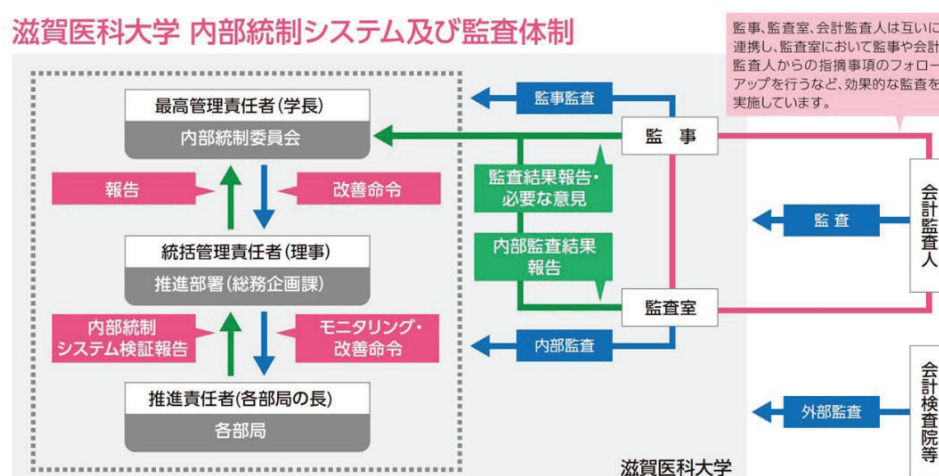 滋賀医科大学 内部統制システム及び監査体制
監事、監査室、会計監査人は互いに
連携し、監査室において監事や会計
監査人からの指摘事項のフォロー
アップを行うなど、効果的な監査を
実施しています。
最高管理責任者(学長)
内部統制委員会
報告
改善命令
統括管理責任者(理事)
推進部署(総務企画課)
内部統制
システム検証報告
モニタリング・
改善命令
推進責任者(各部局の長)
各部局
監事監査
監査結果報告・
必要な意見
内部監査結果
報告
内部監査
監 事
監査室
監 査
会計監査人
外部監査
会計検査院等
滋賀医科大学